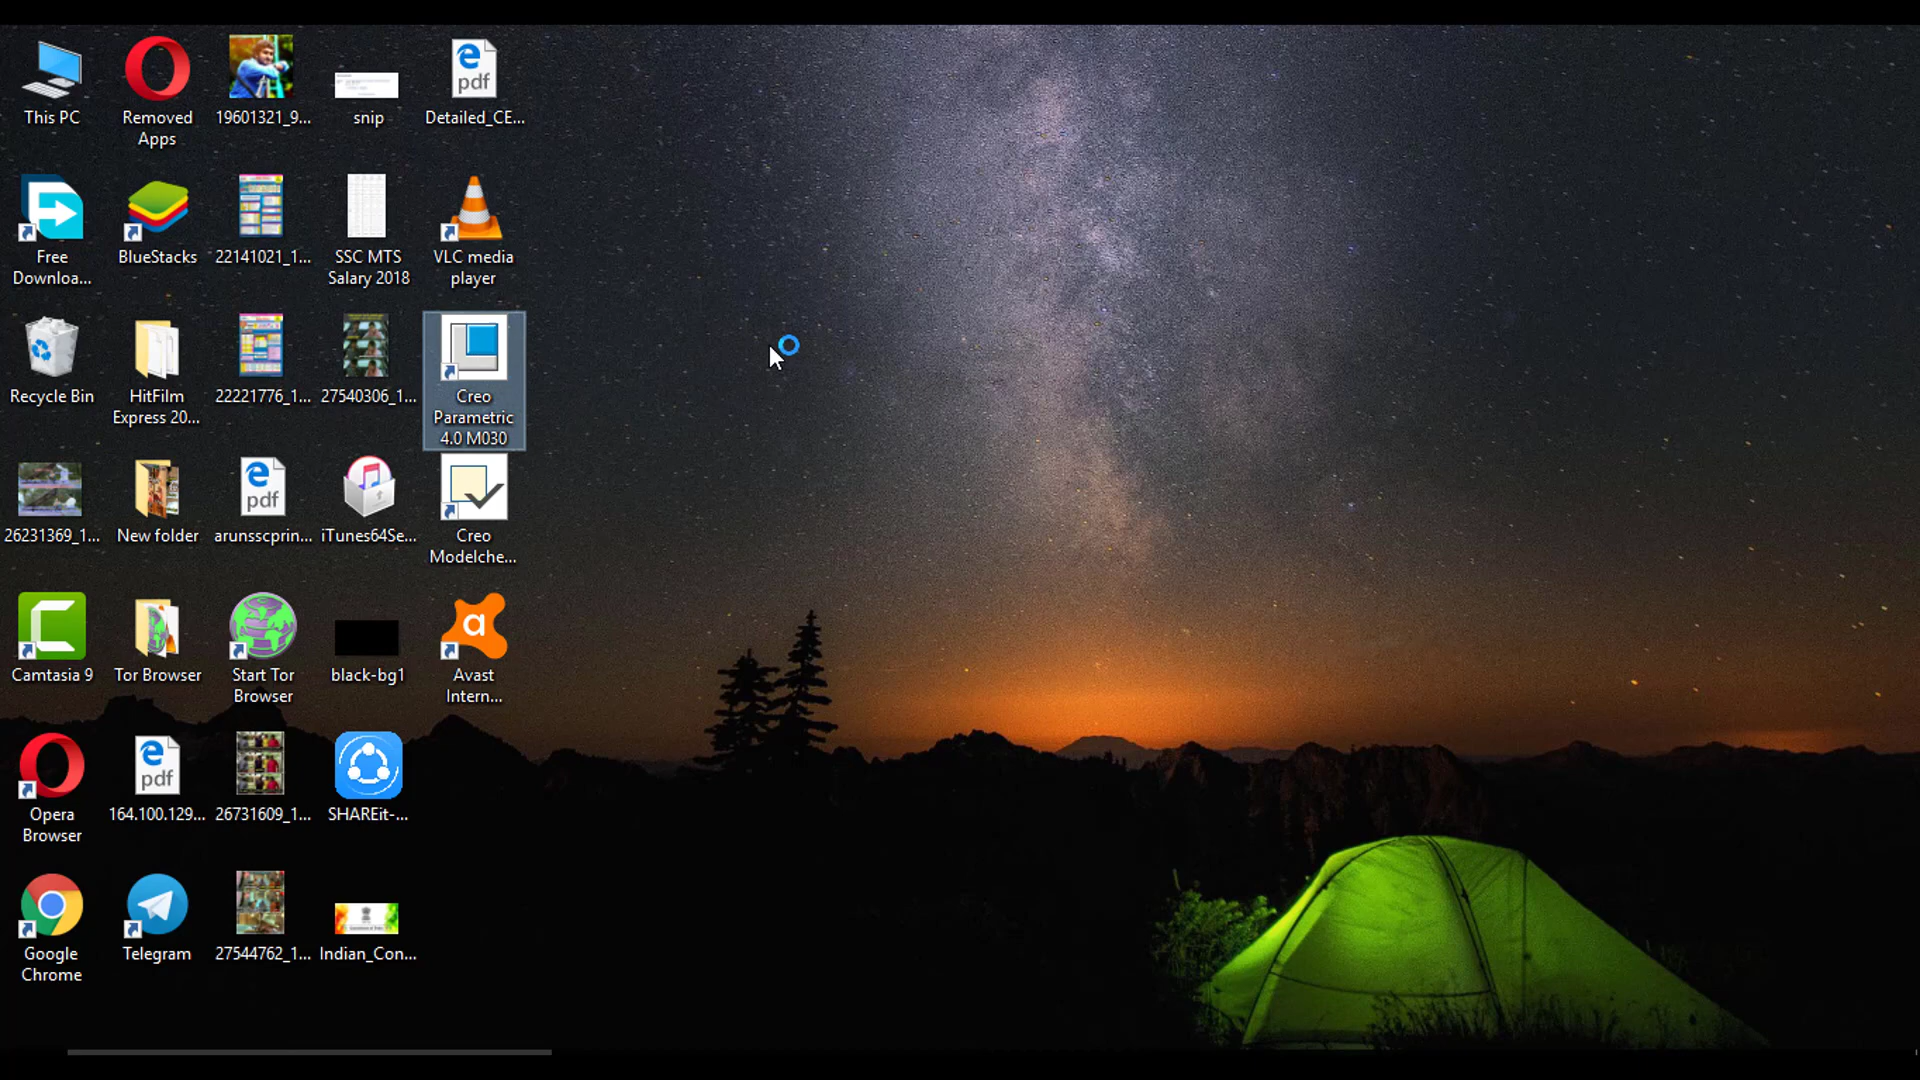 This PC
Removed
Apps
19601321_9...
snip
Detailed_CE...
pdf
Free
Downloa...
BlueStacks
22141021_1...
SSC MTS
Salary 2018
VLC media
player
Recycle Bin
HitFilm
Express 20...
22221776_1...
27540306_1...
Creo
Parametric
4.0 M030
26231369_1...
New folder
pdf
arunsscprin...
iTunes64Se...
Creo
Modelche...
Camtasia 9
Tor Browser
Start Tor
Browser
black-bg1
Avast
Intern...
Opera
Browser
pdf
164.100.129...
26731609_1...
SHAREit-...
Google
Chrome
Telegram
27544762_1...
Indian_Con...